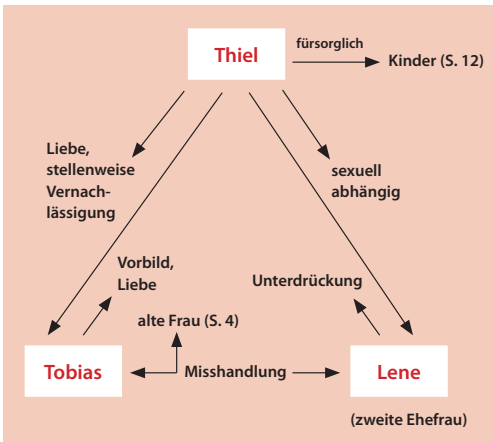 Thiel
fürsorglich
Kinder (S. 12)
Liebe,
stellenweise
Vernach-
lässigung
sexuell
abhängig
Vorbild,
Liebe
Unterdrückung
alte Frau (S. 4)
Tobias
Misshandlung
Lene
(zweite Ehefrau)